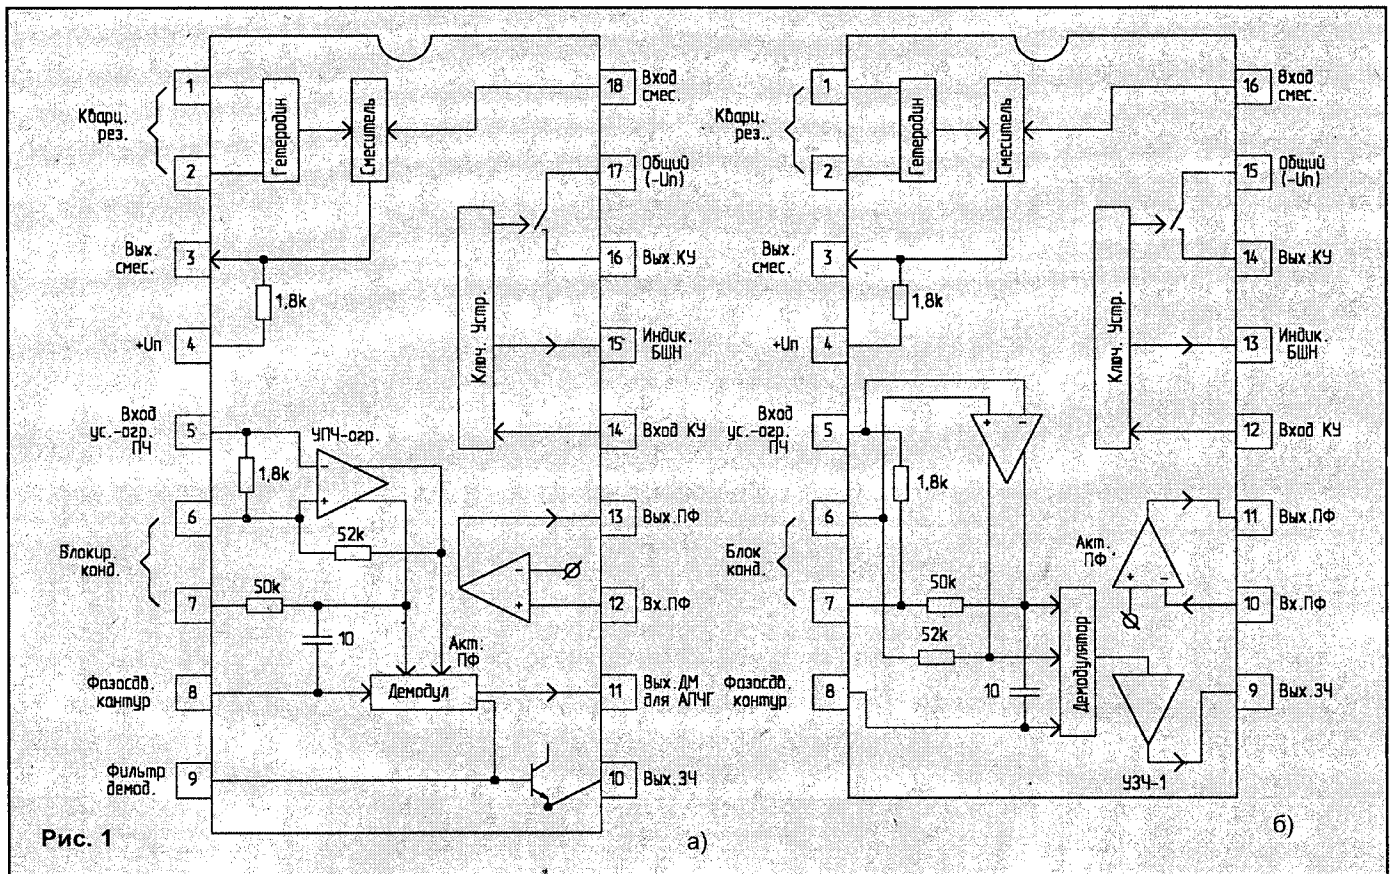 1
Кварц.
рез.
2
Гетеродин
Смеситель
18
Вход
смес.
17
Общий
(-Uп)
Вых.
смес.
3
16
Вых.КУ
1,8k
+Uп
4
Ключ. Устр.
15
Индик.
БШН
Вход
ус.-огр.
ПЧ
5
УПЧ-огр.
14
Вход КУ
1,8k
6
-
+
52k
13
Вых.ПФ
Блокир.
конд.
7
50k
-
+
12
Вх.ПФ
10
Акт.
ПФ
Фазосдв.
контур
8
Демодул
11
Вых.ДМ
для АПЧГ
Фильтр
демод.
9
10
Вых.ЗЧ
Рис. 1
а)
1
Кварц.
рез..
2
Гетеродин
Смеситель
16
Вход
смес.
15
Общий
(-Uп)
Вых.
смес.
3
14
Вых.КУ
1,8k
+Uп
4
Ключ. Устр.
13
Индик.
БШН
Вход
ус.-огр.
ПЧ
5
+ -
12
Вход КУ
1,8k
6
11
Вых.ПФ
Блок
конд.
Акт.
ПФ
+ -
7
50k
10
Вх.ПФ
52k
Демодулятор
Фазосдв.
контур
8
10
9
Вых.ЗЧ
УЗЧ-1
б)